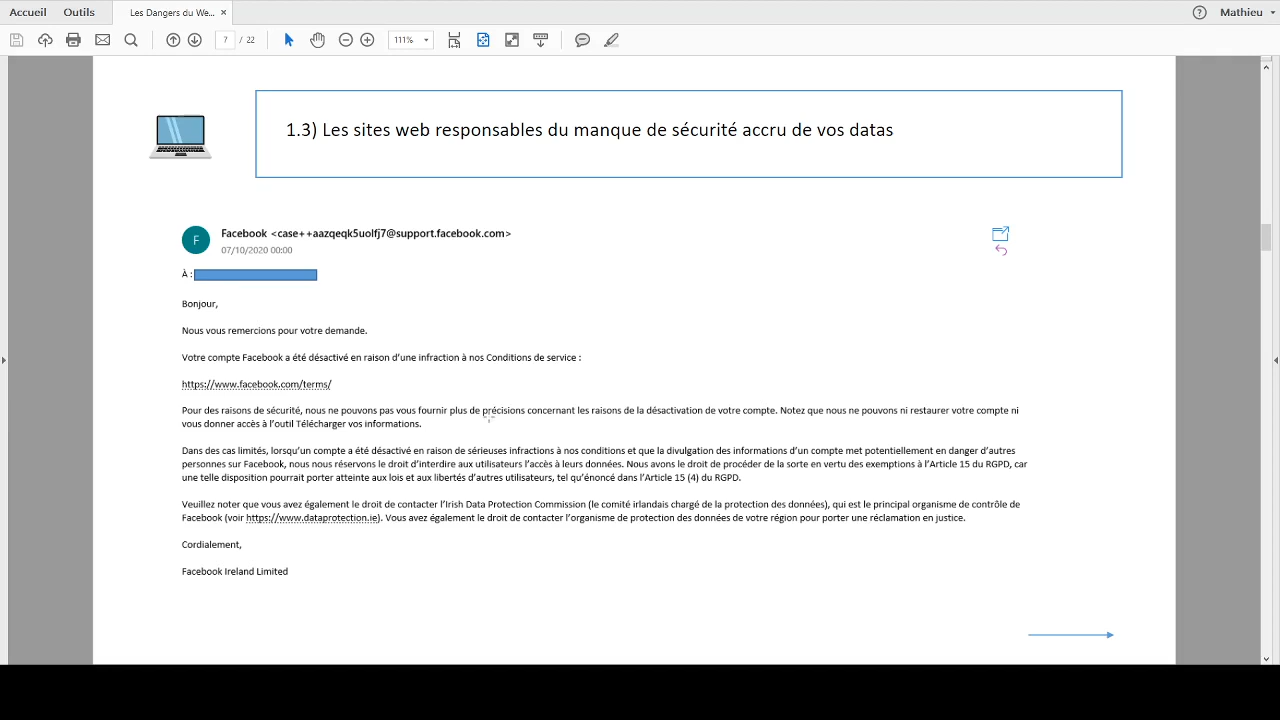 Accueil Outils Les Dangers du We... × Mathieu
7 / 22 111%
1.3) Les sites web responsables du manque de sécurité accru de vos datas
F Facebook <case++aazqeqk5uolfj7@support.facebook.com>
07/10/2020 00:00
À :
Bonjour,
Nous vous remercions pour votre demande.
Votre compte Facebook a été désactivé en raison d'une infraction à nos Conditions de service :
https://www.facebook.com/terms/
Pour des raisons de sécurité, nous ne pouvons pas vous fournir plus de précisions concernant les raisons de la désactivation de votre compte. Notez que nous ne pouvons ni restaurer votre compte ni
vous donner accès à l'outil Télécharger vos informations.
Dans des cas limités, lorsqu'un compte a été désactivé en raison de sérieuses infractions à nos conditions et que la divulgation des informations d'un compte met potentiellement en danger d'autres
personnes sur Facebook, nous nous réservons le droit d'interdire aux utilisateurs l'accès à leurs données. Nous avons le droit de procéder de la sorte en vertu des exemptions à l'Article 15 du RGPD, car
une telle disposition pourrait porter atteinte aux lois et aux libertés d'autres utilisateurs, tel qu'énoncé dans l'Article 15 (4) du RGPD.
Veuillez noter que vous avez également le droit de contacter l'Irish Data Protection Commission (le comité irlandais chargé de la protection des données), qui est le principal organisme de contrôle de
Facebook (voir https://www.dataprotection.ie). Vous avez également le droit de contacter l'organisme de protection des données de votre région pour porter une réclamation en justice.
Cordialement,
Facebook Ireland Limited